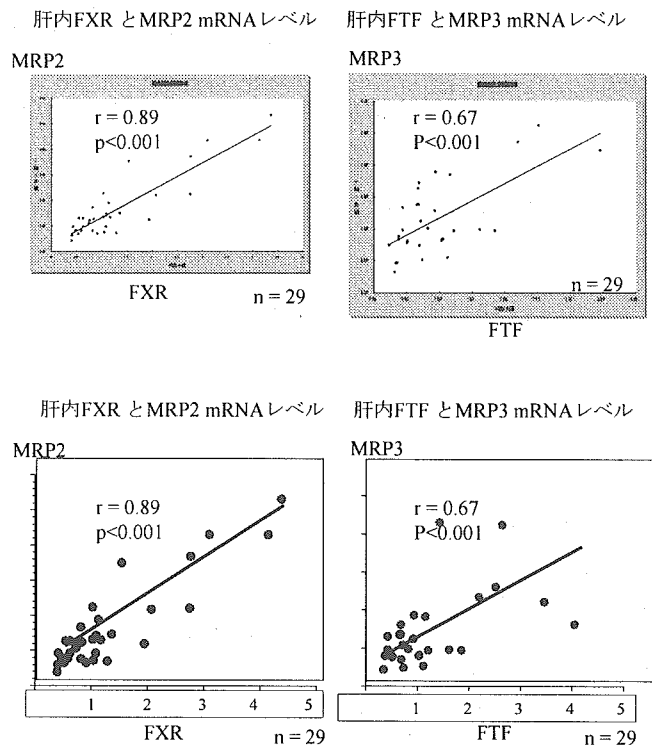 肝内FXR とMRP2 mRNAレベル
MRP2
r = 0.89
p<0.001
FXR
n = 29
肝内FTF とMRP3 mRNAレベル
MRP3
r = 0.67
P<0.001
n = 29
FTF
肝内FXR とMRP2 mRNAレベル
MRP2
r = 0.89
p<0.001
1 2 3 4 5
FXR
n = 29
肝内FTF とMRP3 mRNAレベル
MRP3
r = 0.67
P<0.001
1 2 3 4 5
FTF
n = 29